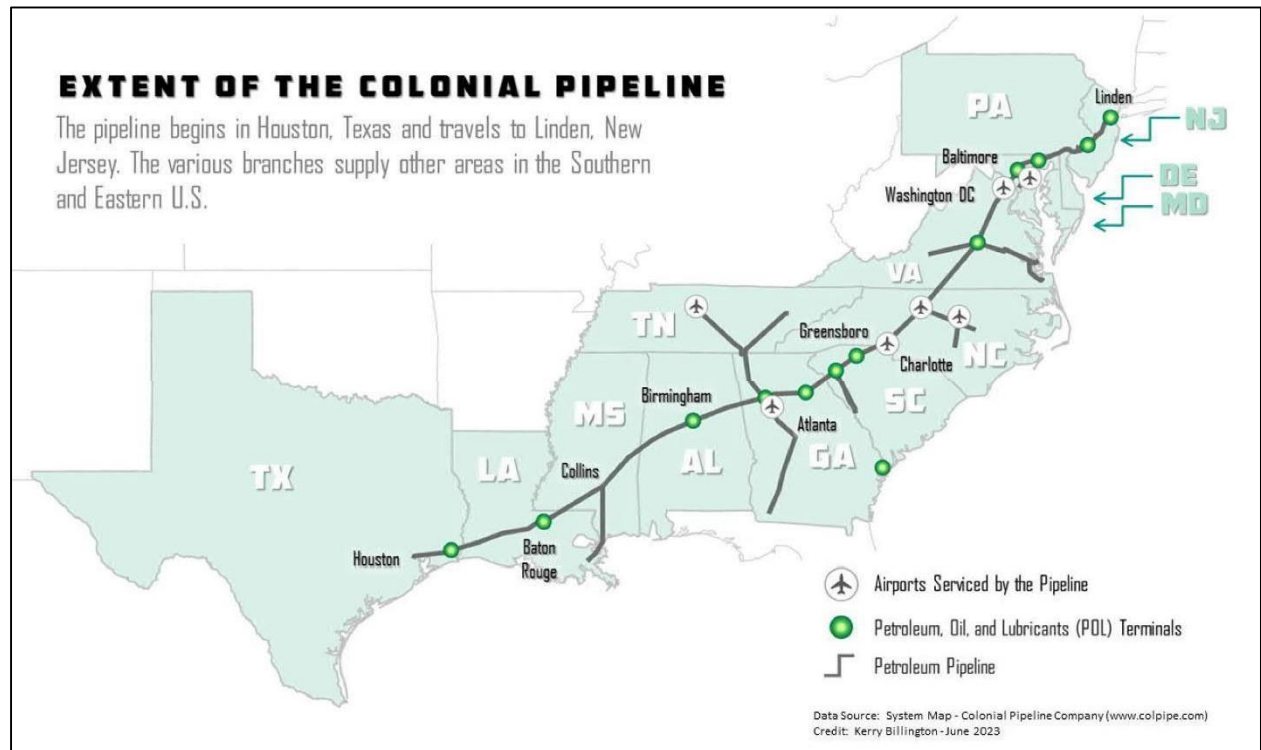 EXTENT OF THE COLONIAL PIPELINE
The pipeline begins in Houston, Texas and travels to Linden, New
Jersey. The various branches supply other areas in the Southern
and Eastern U.S.
PA
Linden
NJ
Baltimore
DE
Washington DC
MD
VA
TN
Greensboro
Charlotte
NC
Birmingham
SC
MS
Atlanta
AL
GA
TX
LA
Collins
Houston
Baton
Rouge
Airports Serviced by the Pipeline
Petroleum, Oil, and Lubricants (POL) Terminals
Petroleum Pipeline
Data Source: System Map - Colonial Pipeline Company (www.colpipe.com)
Credit: Kerry Billington - June 2023